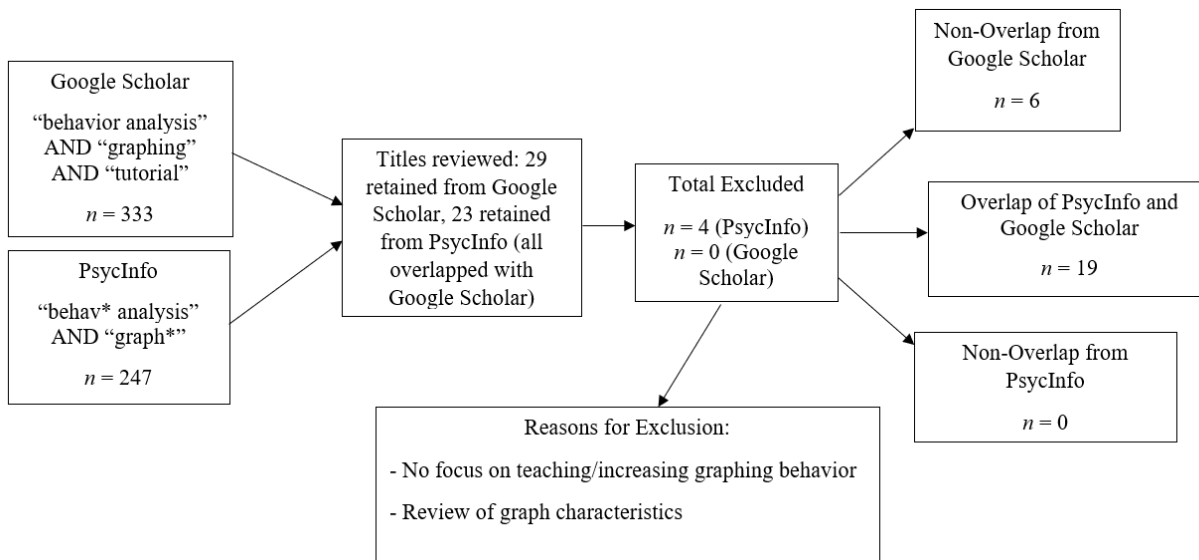 Google Scholar
“behavior analysis”
AND “graphing”
AND “tutorial”
n = 333
PsycInfo
“behav* analysis”
AND “graph*”
n = 247
Titles reviewed: 29
retained from Google
Scholar, 23 retained
from PsycInfo (all
overlapped with
Google Scholar)
Total Excluded
n = 4 (PsycInfo)
n = 0 (Google
Scholar)
Reasons for Exclusion:
- No focus on teaching/increasing graphing behavior
- Review of graph characteristics
Non-Overlap from
Google Scholar
n = 6
Overlap of PsycInfo and
Google Scholar
n = 19
Non-Overlap from
PsycInfo
n = 0